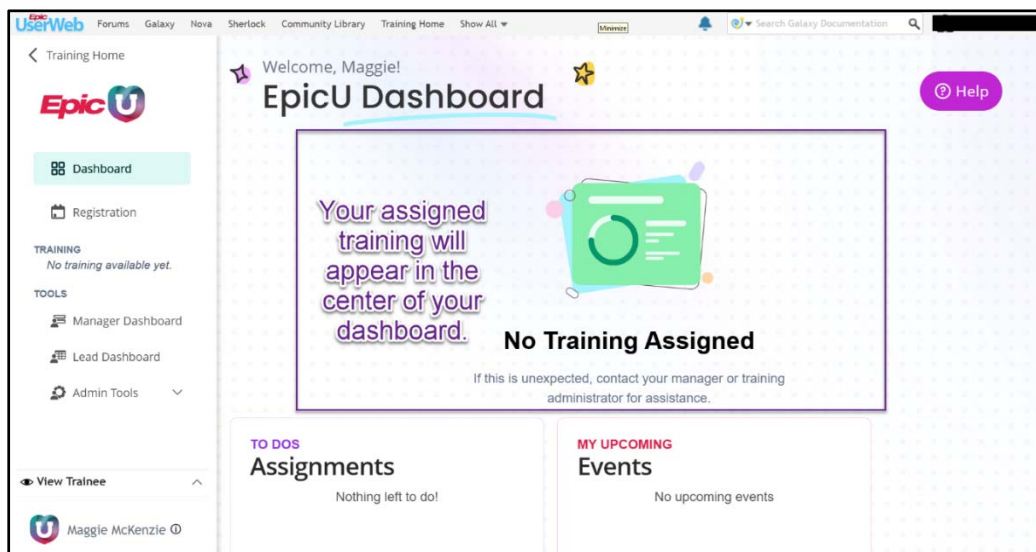 Epic
UserWeb
Forums Galaxy Nova Sherlock Community Library Training Home Show All
Minimize
Search Galaxy Documentation
Training Home
Epic U
Welcome, Maggie!
EpicU Dashboard
Help
Dashboard
Registration
TRAINING
No training available yet.
TOOLS
Manager Dashboard
Lead Dashboard
Admin Tools
View Trainee
Maggie McKenzie
Your assigned
training will
appear in the
center of your
dashboard.
No Training Assigned
If this is unexpected, contact your manager or training
administrator for assistance.
TO DOS
Assignments
Nothing left to do!
MY UPCOMING
Events
No upcoming events